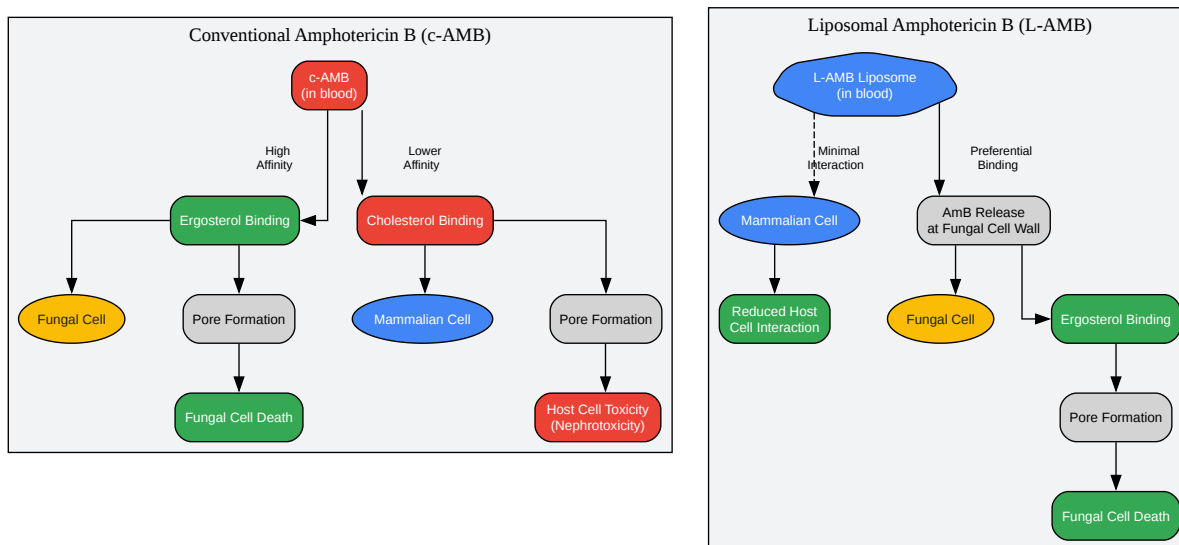 Conventional Amphotericin B (c-AMB)
c-AMB
(in blood)
High
Affinity
Lower
Affinity
Ergosterol Binding
Cholesterol Binding
Fungal Cell
Pore Formation
Mammalian Cell
Pore Formation
Fungal Cell Death
Host Cell Toxicity
(Nephrotoxicity)
Liposomal Amphotericin B (L-AMB)
L-AMB Liposome
(in blood)
Minimal
Interaction
Preferential
Binding
Mammalian Cell
AmB Release
at Fungal Cell Wall
Reduced Host
Cell Interaction
Fungal Cell
Ergosterol Binding
Pore Formation
Fungal Cell Death